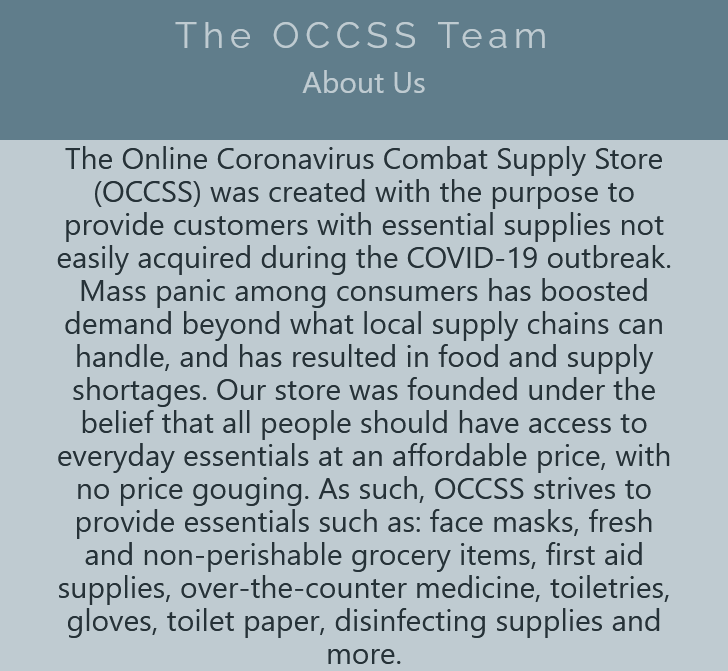 The OCCSS Team
About Us
The Online Coronavirus Combat Supply Store
(OCCSS) was created with the purpose to
provide customers with essential supplies not
easily acquired during the COVID-19 outbreak.
Mass panic among consumers has boosted
demand beyond what local supply chains can
handle, and has resulted in food and supply
shortages. Our store was founded under the
belief that all people should have access to
everyday essentials at an affordable price, with
no price gouging. As such, OCCSS strives to
provide essentials such as: face masks, fresh
and non-perishable grocery items, first aid
supplies, over-the-counter medicine, toiletries,
gloves, toilet paper, disinfecting supplies and
more.